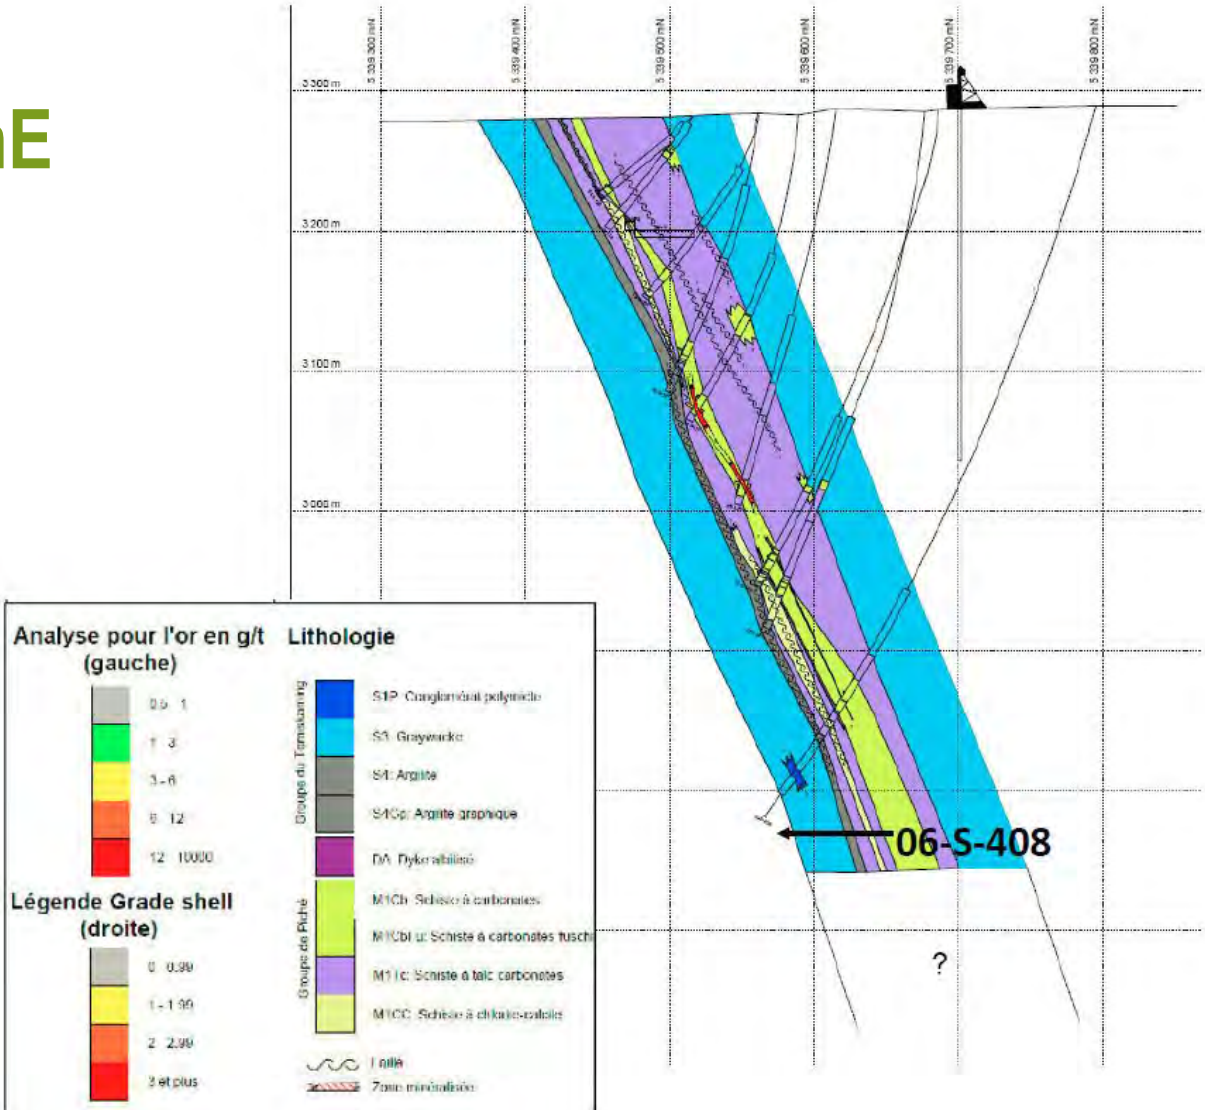 nE
5 339 300 mN
5 339 400 mN
5 339 500 mN
5 339 600 mN
5 339 700 mN
5 339 800 mN
3 300 m
3 200 m
3 100 m
3 000 m
06-S-408
?
Analyse pour l'or en g/t
(gauche)
0.5 - 1
1 - 3
3 - 6
6 - 12
12 - 10000
Légende Grade shell
(droite)
0 - 0.99
1 - 1.99
2 - 2.99
3 et plus
Lithologie
Groupe du Temiskaming
S1P: Conglomérat polymicte
S3: Graywacke
S4: Argilite
S4Gp: Argilite graphique
DA: Dyke albitisé
Groupe de Piché
M1Cb: Schiste à carbonates
M1CbFu: Schiste à carbonates fuschi
M1Tc: Schiste à talc carbonates
M1CC: Schiste à chlorite-calcite
Faille
Zone minéralisée